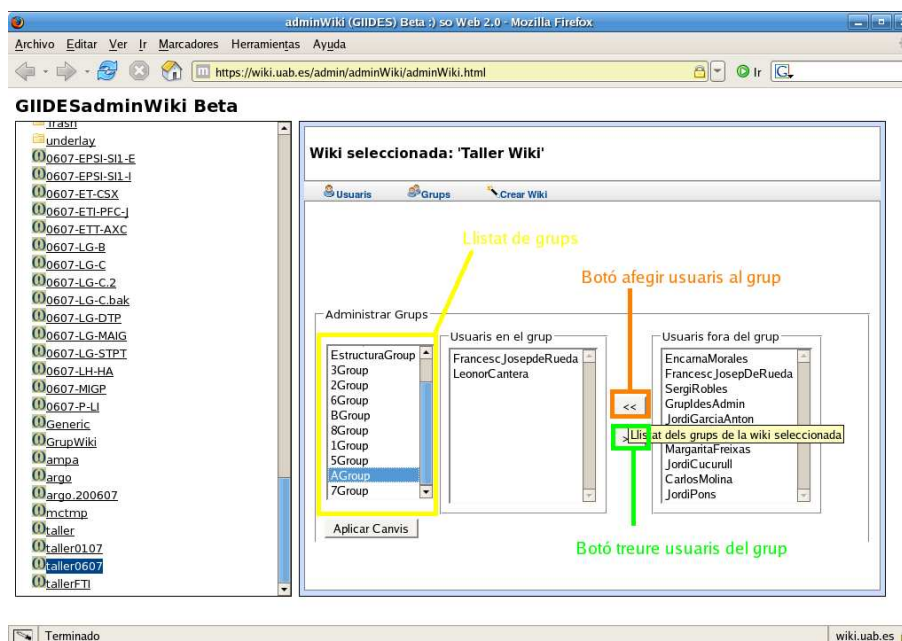 adminWiki (GIIDES) Beta :) so Web 2.0 - Mozilla Firefox
Archivo Editar Ver Ir Marcadores Herramientas Ayuda
https://wiki.uab.es/admin/adminWiki/adminWiki.html
Ir
GIIDESadminWiki Beta
Trash
underlay
0607-EPSI-SI1-E
0607-EPSI-SI1-I
0607-ET-CSX
0607-ETI-PFC-J
0607-ETT-AXC
0607-LG-B
0607-LG-C
0607-LG-C.2
0607-LG-C.bak
0607-LG-DTP
0607-LG-MAIG
0607-LG-STPT
0607-LH-HA
0607-MIGP
0607-P-LI
Generic
GrupWiki
ampa
argo
argo.200607
mctmp
taller
taller0107
taller0607
tallerFTI
Wiki seleccionada: 'Taller Wiki'
Usuaris Grups Crear Wiki
Llistat de grups
Botó afegir usuaris al grup
Administrar Grups
EstructuraGroup
3Group
2Group
6Group
BGroup
8Group
1Group
5Group
AGroup
7Group
Usuaris en el grup
FrancescJosepdeRueda
LeonorCantera
<<
>
Usuaris fora del grup
EncarnaMorales
FrancescJosepDeRueda
SergiRobles
GrupIdesAdmin
JordiGarciaAnton
Llistat dels grups de la wiki seleccionada
MargaritaFreixas
JordiCucurull
CarlosMolina
JordiPons
Aplicar Canvis
Botó treure usuaris del grup
Terminado
wiki.uab.es